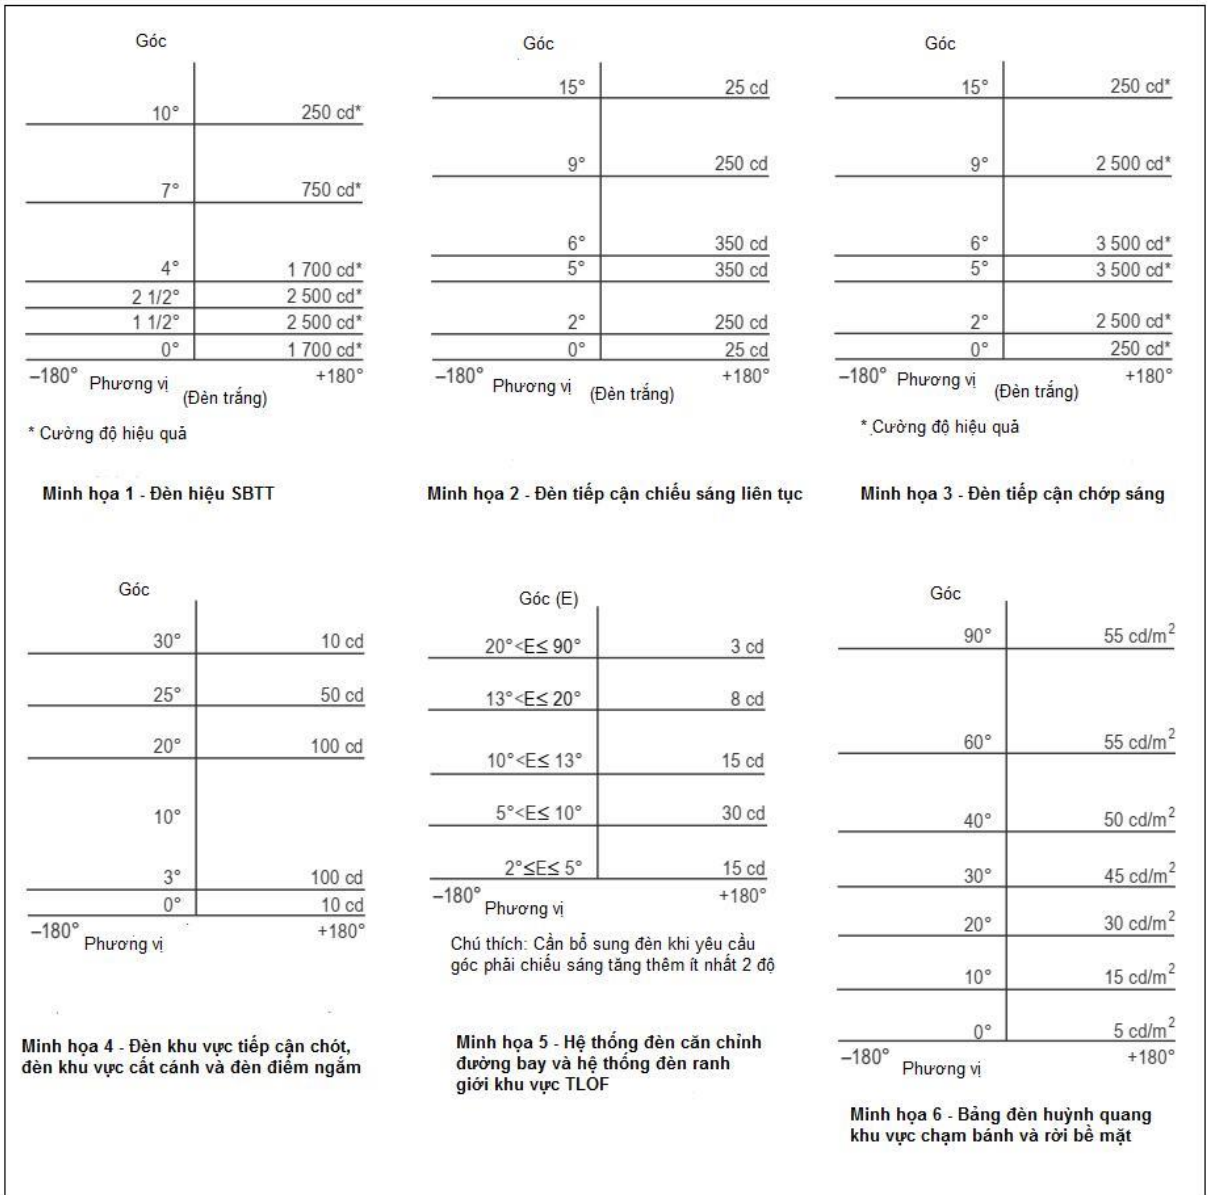 Góc
10° 250 cd*
7° 750 cd*
4° 1 700 cd*
2 1/2° 2 500 cd*
1 1/2° 2 500 cd*
0° 1 700 cd*
–180° Phương vị +180°
(Đèn trắng)
* Cường độ hiệu quả
Minh họa 1 - Đèn hiệu SBTT
Góc
15° 25 cd
9° 250 cd
6° 350 cd
5° 350 cd
2° 250 cd
0° 25 cd
–180° Phương vị +180°
(Đèn trắng)
Minh họa 2 - Đèn tiếp cận chiếu sáng liên tục
Góc
15° 250 cd*
9° 2 500 cd*
6° 3 500 cd*
5° 3 500 cd*
2° 2 500 cd*
0° 250 cd*
–180° Phương vị +180°
(Đèn trắng)
* Cường độ hiệu quả
Minh họa 3 - Đèn tiếp cận chớp sáng
Góc
30° 10 cd
25° 50 cd
20° 100 cd
10°
3° 100 cd
0° 10 cd
–180° Phương vị +180°
Minh họa 4 - Đèn khu vực tiếp cận chót,
đèn khu vực cất cánh và đèn điểm ngắm
Góc (E)
20°<E≤ 90° 3 cd
13°<E≤ 20° 8 cd
10°<E≤ 13° 15 cd
5°<E≤ 10° 30 cd
2°≤E≤ 5° 15 cd
–180° Phương vị +180°
Chú thích: Cần bổ sung đèn khi yêu cầu
góc phải chiếu sáng tăng thêm ít nhất 2 độ
Minh họa 5 - Hệ thống đèn căn chỉnh
đường bay và hệ thống đèn ranh
giới khu vực TLOF
Góc
90° 55 cd/m²
60° 55 cd/m²
40° 50 cd/m²
30° 45 cd/m²
20° 30 cd/m²
10° 15 cd/m²
0° 5 cd/m²
–180° Phương vị +180°
Minh họa 6 - Bảng đèn huỳnh quang
khu vực chạm bánh và rời bề mặt